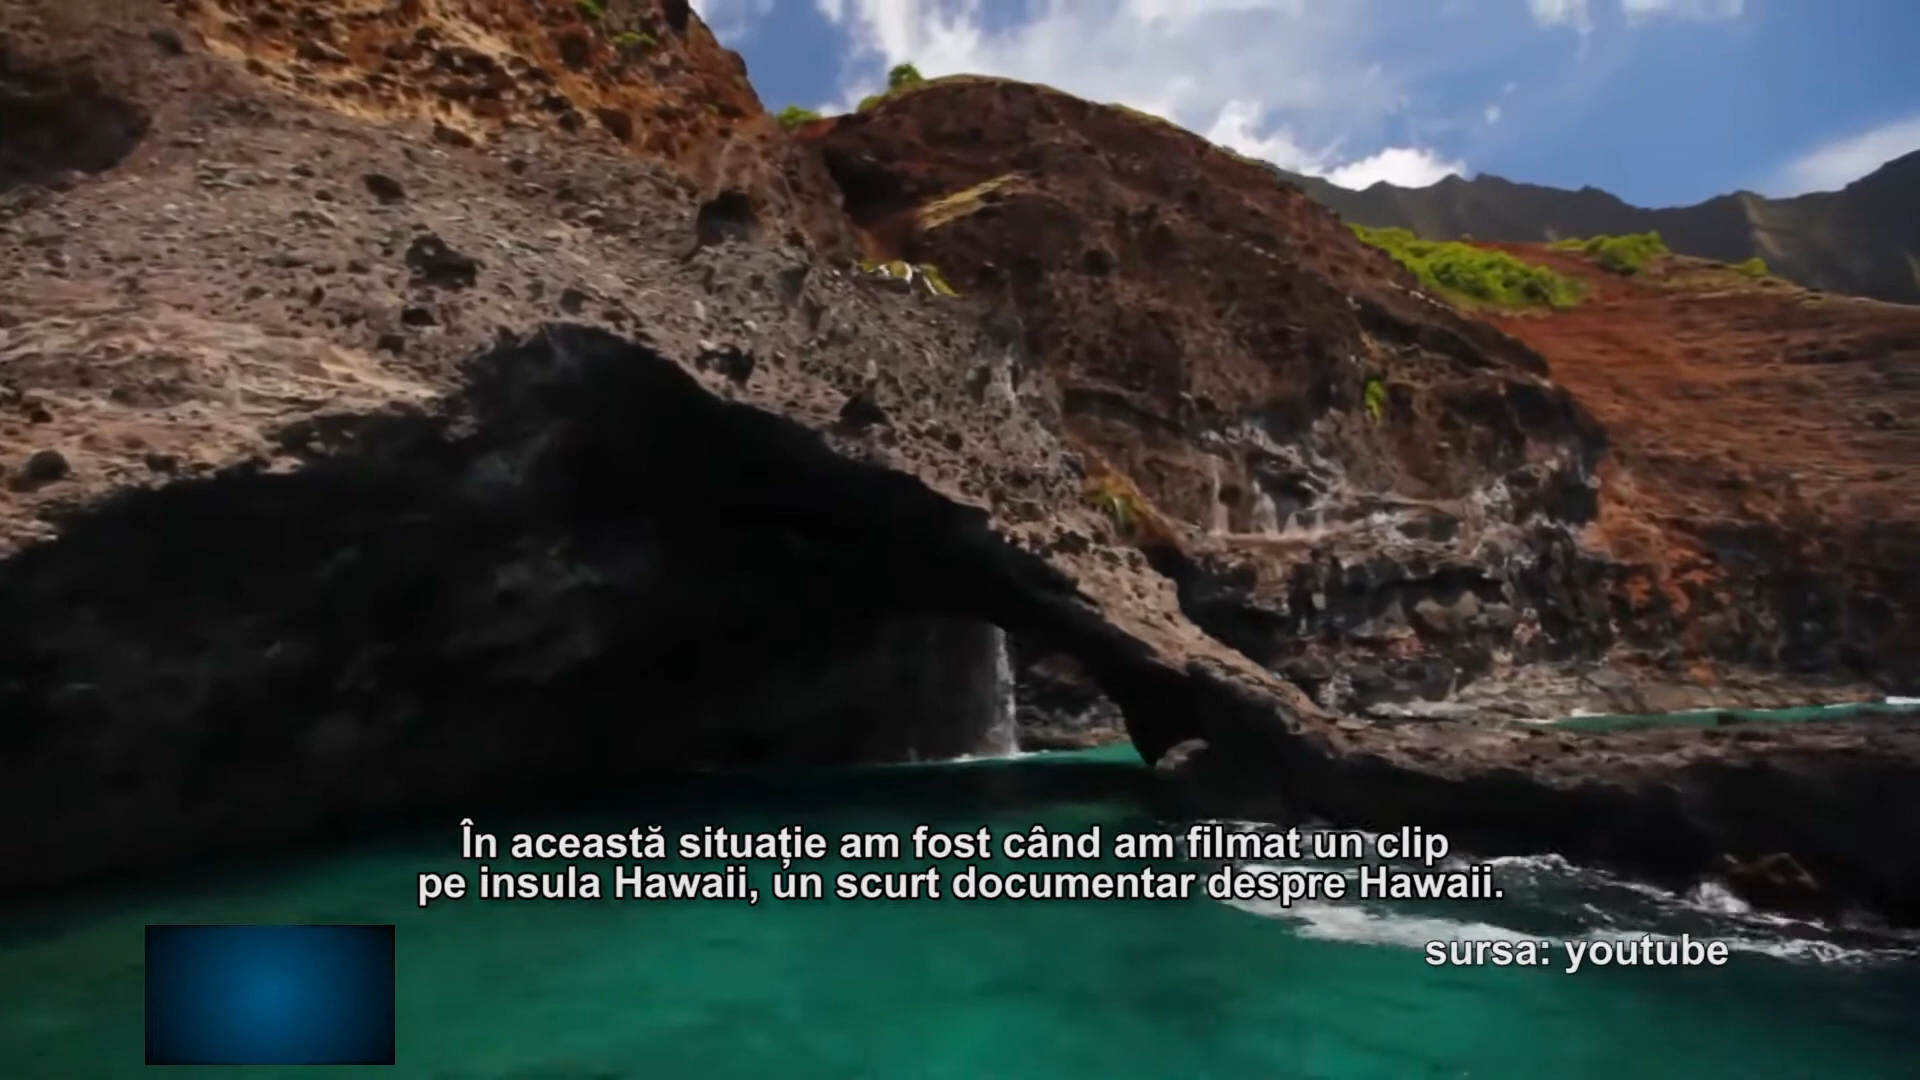 În această situație am fost când am filmat un clip
pe insula Hawaii, un scurt documentar despre Hawaii.
sursa: youtube